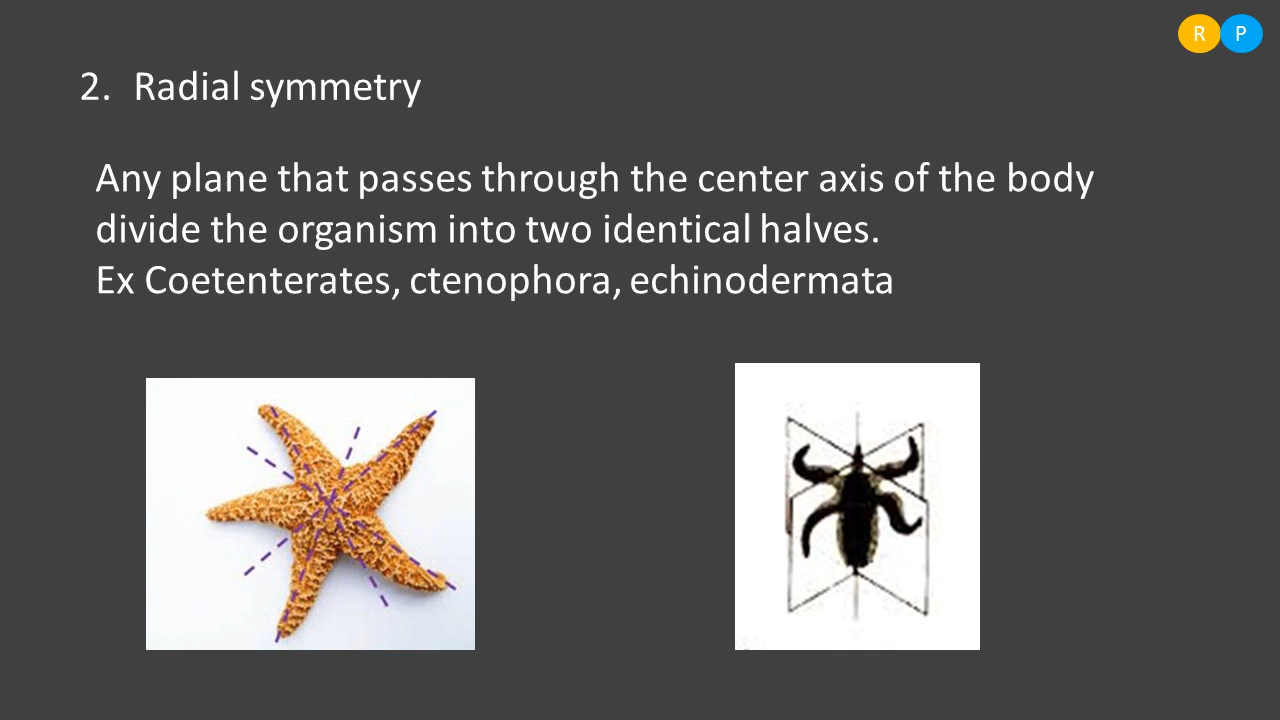 R P
2. Radial symmetry
Any plane that passes through the center axis of the body
divide the organism into two identical halves.
Ex Coetenterates, ctenophora, echinodermata